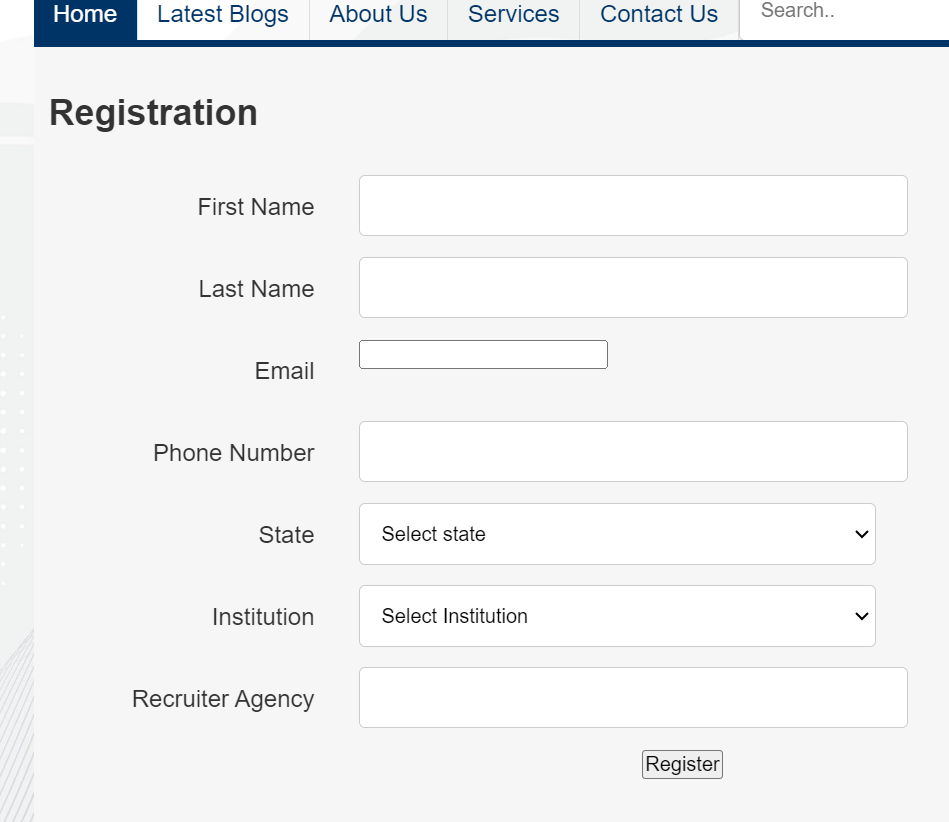 Home Latest Blogs About Us Services Contact Us Search..
Registration
First Name
Last Name
Email
Phone Number
State Select state
Institution Select Institution
Recruiter Agency
Register